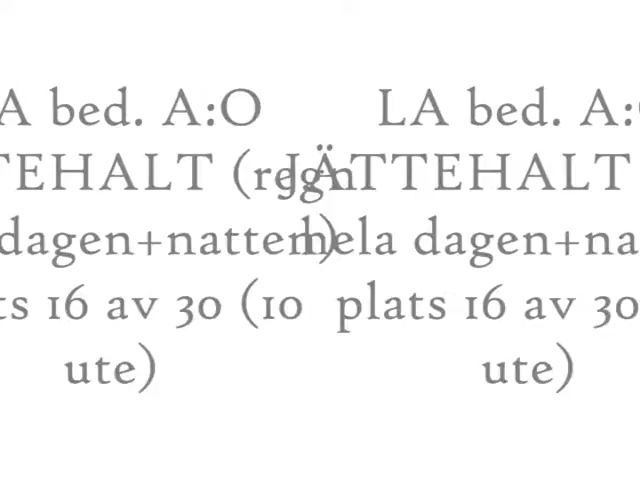 A bed. A:O LA bed. A:
TEHALT (regn JÄTTEHALT
dagen+natten) hela dagen+na
ts 16 av 30 (10 plats 16 av 30
ute) ute)